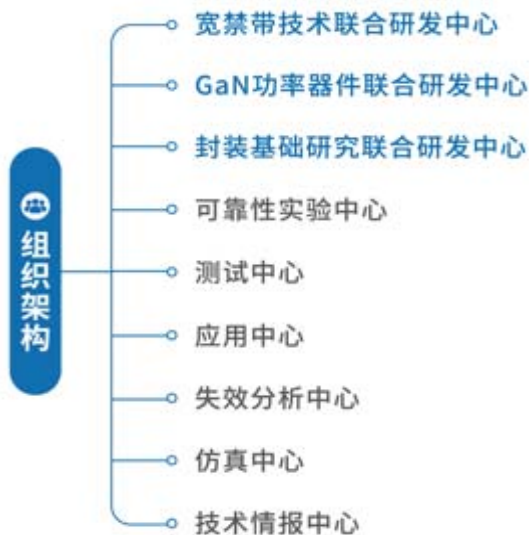 组织架构
宽禁带技术联合研发中心
GaN功率器件联合研发中心
封装基础研究联合研发中心
可靠性实验中心
测试中心
应用中心
失效分析中心
仿真中心
技术情报中心